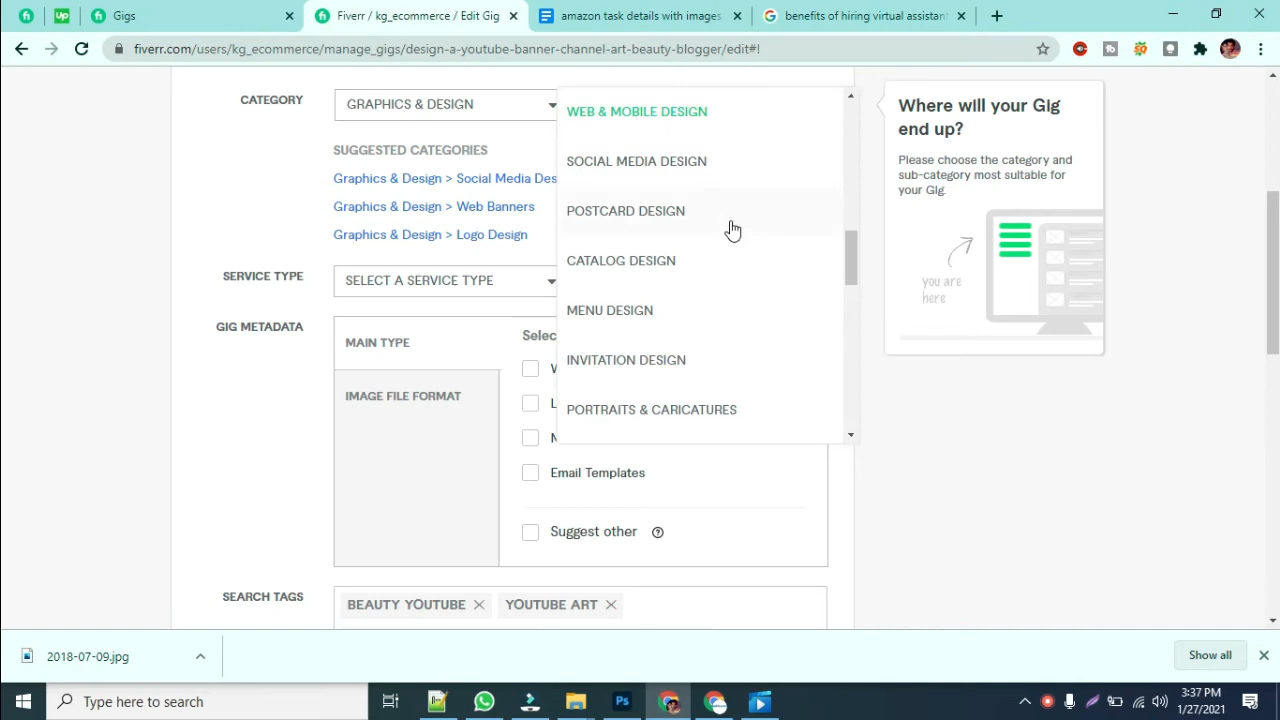 Gigs
Fiverr / kg_ecommerce / Edit Gig
amazon task details with images
benefits of hiring virtual assistan
fiverr.com/users/kg_ecommerce/manage_gigs/design-a-youtube-banner-channel-art-beauty-blogger/edit#!
CATEGORY
GRAPHICS & DESIGN
SUGGESTED CATEGORIES
Graphics & Design > Social Media Des
Graphics & Design > Web Banners
Graphics & Design > Logo Design
WEB & MOBILE DESIGN
SOCIAL MEDIA DESIGN
POSTCARD DESIGN
CATALOG DESIGN
MENU DESIGN
INVITATION DESIGN
PORTRAITS & CARICATURES
Where will your Gig
end up?
Please choose the category and
sub-category most suitable for
your Gig.
you are
here
SERVICE TYPE
SELECT A SERVICE TYPE
GIG METADATA
MAIN TYPE
IMAGE FILE FORMAT
Selec
Email Templates
Suggest other
SEARCH TAGS
BEAUTY YOUTUBE
YOUTUBE ART
2018-07-09.jpg
Show all
Type here to search
3:37 PM
1/27/2021